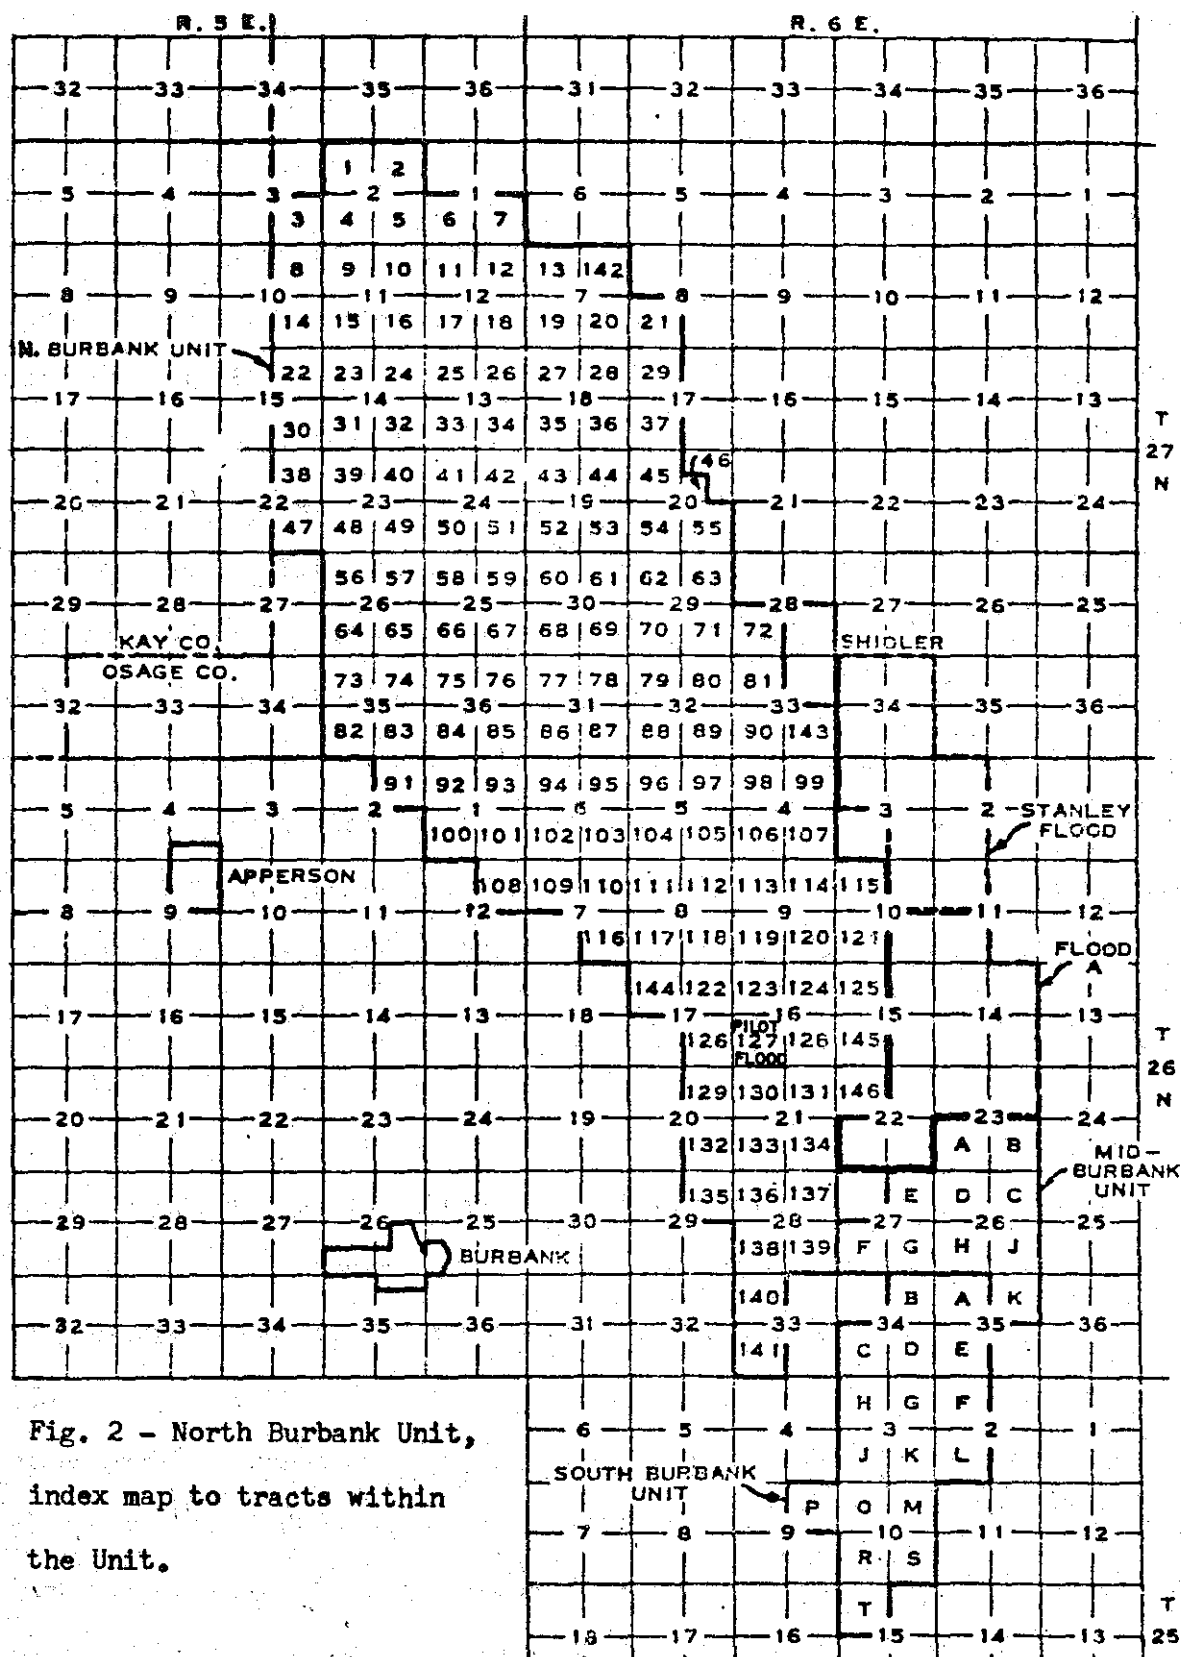 R. 5 E. R. 6 E.
32 33 34 35 36 31 32 33 34 35 36
1 2
5 4 3 2 1 6 5 4 3 2 1
3 4 5 6 7
8 9 10 11 12 13 142
8 9 10 11 12 7 8 9 10 11 12
14 15 16 17 18 19 20 21
N. BURBANK UNIT
22 23 24 25 26 27 28 29
17 16 15 14 13 18 17 16 15 14 13
30 31 32 33 34 35 36 37
T
27
N
46
38 39 40 41 42 43 44 45
20 21 22 23 24 19 20 21 22 23 24
47 48 49 50 51 52 53 54 55
56 57 58 59 60 61 62 63
29 28 27 26 25 30 29 28 27 26 25
64 65 66 67 68 69 70 71 72
KAY CO.
SHIDLER
OSAGE CO.
73 74 75 76 77 78 79 80 81
32 33 34 35 36 31 32 33 34 35 36
82 83 84 85 86 87 88 89 90 143
91 92 93 94 95 96 97 98 99
5 4 3 2 1 6 5 4 3 2
STANLEY
FLOOD
100 101 102 103 104 105 106 107
APPERSON
108 109 110 111 112 113 114 115
8 9 10 11 12 7 8 9 10 11 12
116 117 118 119 120 121
FLOOD
A
144 122 123 124 125
17 16 15 14 13 18 17 16 15 14 13
PILOT
126 127 126 145
FLOOD
T
26
N
129 130 131 146
20 21 22 23 24 19 20 21 22 23 24
132 133 134 A B
MID-
BURBANK
UNIT
135 136 137 E D C
29 28 27 26 25 30 29 28 27 26 25
BURBANK
138 139 F G H J
140 B A K
32 33 34 35 36 31 32 33 34 35 36
141 C D E
H G F
6 5 4 3 2 1
J K L
SOUTH BURBANK
UNIT
P O M
7 8 9 10 11 12
R S
T
18 17 16 15 14 13
T
25
Fig. 2 - North Burbank Unit,
index map to tracts within
the Unit.